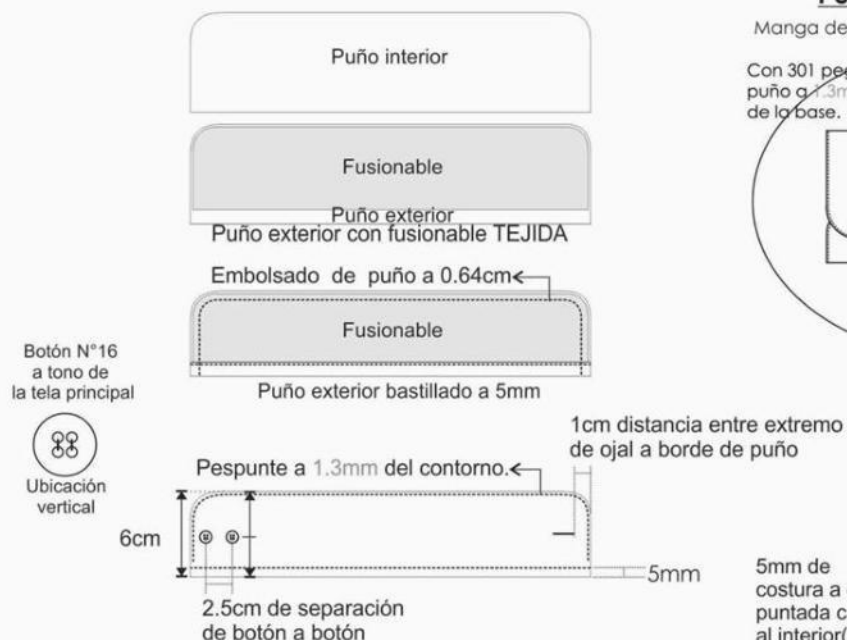 Puño interior
Fusionable
Puño exterior
Puño exterior con fusionable TEJIDA
Embolsado de puño a 0.64cm
Fusionable
Puño exterior bastillado a 5mm
Botón N°16
a tono de
la tela principal
Ubicación
vertical
Pespunte a 1.3mm del contorno.
1cm distancia entre extremo
de ojal a borde de puño
6cm
5mm
2.5cm de separación
de botón a botón
Manga de
Con 301
puño a 1.3m
de la base.
5mm de
costura a
puntada
al interior